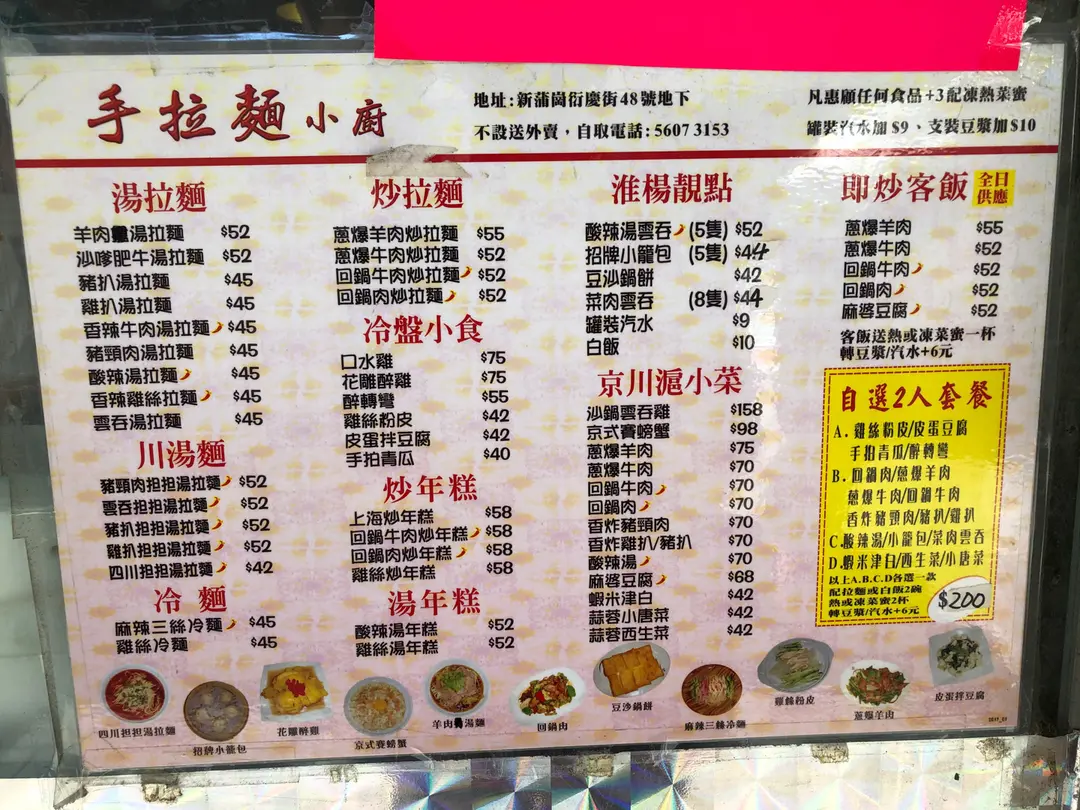 手拉麵小廚
地址:新蒲崗衍慶街48號地下
不設送外賣,自取電話:5607 3153
凡惠顧任何食品+3配凍熱菜蜜
罐裝汽水加$9、支裝豆漿加$10
湯拉麵
羊肉湯拉麵 $52
沙嗲肥牛湯拉麵 $52
豬扒湯拉麵 $45
雞扒湯拉麵 $45
香辣牛肉湯拉麵 $45
豬頸肉湯拉麵 $45
酸辣湯拉麵 $45
香辣雞絲拉麵 $45
雲吞湯拉麵 $45
川湯麵
豬頸肉担担湯拉麵 $52
雲吞担担湯拉麵 $52
豬扒担担湯拉麵 $52
雞扒担担湯拉麵 $52
四川担担湯拉麵 $42
冷麵
麻辣三絲冷麵 $45
雞絲冷麵 $45
炒拉麵
蔥爆羊肉炒拉麵 $55
蔥爆牛肉炒拉麵 $52
回鍋牛肉炒拉麵 $52
回鍋肉炒拉麵 $52
冷盤小食
口水雞 $75
花雕醉雞 $75
醉轉彎 $55
雞絲粉皮 $42
皮蛋拌豆腐 $42
手拍青瓜 $40
炒年糕
上海炒年糕 $58
回鍋牛肉炒年糕 $58
回鍋肉炒年糕 $58
雞絲炒年糕 $58
湯年糕
酸辣湯年糕 $52
雞絲湯年糕 $52
淮楊靚點
酸辣湯雲吞 (5隻) $52
招牌小籠包 (5隻) $44
豆沙鍋餅 $42
菜肉雲吞 (8隻) $44
罐裝汽水 $9
白飯 $10
京川滬小菜
沙鍋雲吞雞 $158
京式賽螃蟹 $98
蔥爆羊肉 $75
蔥爆牛肉 $70
回鍋牛肉 $70
回鍋肉 $70
香炸豬頸肉 $70
香炸雞扒/豬扒 $70
酸辣湯 $70
麻婆豆腐 $68
蝦米津白 $42
蒜蓉小唐菜 $42
蒜蓉西生菜 $42
即炒客飯 全日供應
蔥爆羊肉 $55
蔥爆牛肉 $52
回鍋牛肉 $52
回鍋肉 $52
麻婆豆腐 $52
客飯送熱或凍菜蜜一杯
轉豆漿/汽水+6元
自選2人套餐
A.雞絲粉皮/皮蛋豆腐
手拍青瓜/醉轉彎
B.回鍋肉/蔥爆羊肉
蔥爆牛肉/回鍋牛肉
香炸豬頸肉/豬扒/雞扒
C.酸辣湯/小籠包/菜肉雲吞
D.蝦米津白/西生菜/小唐菜
以上A.B.C.D各選一款
配拉麵或白飯2碗
熱或凍菜蜜2杯
轉豆漿/汽水+6元
$200
四川担担湯拉麵
招牌小籠包
花雕醉雞
京式賽螃蟹
羊肉湯麵
回鍋肉
豆沙鍋餅
麻辣三絲冷麵
雞絲粉皮
蔥爆羊肉
皮蛋拌豆腐